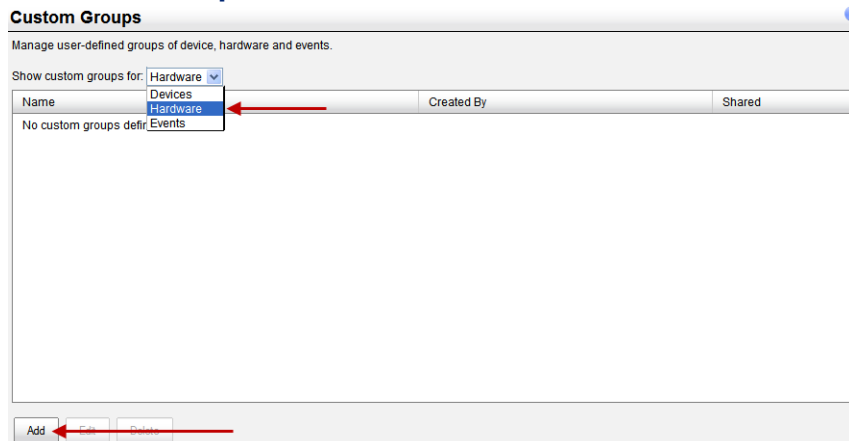 Custom Groups
Manage user-defined groups of device, hardware and events.
Show custom groups for: Hardware
Devices
Name Hardware Created By Shared
No custom groups defin Events
Add Edit Delete